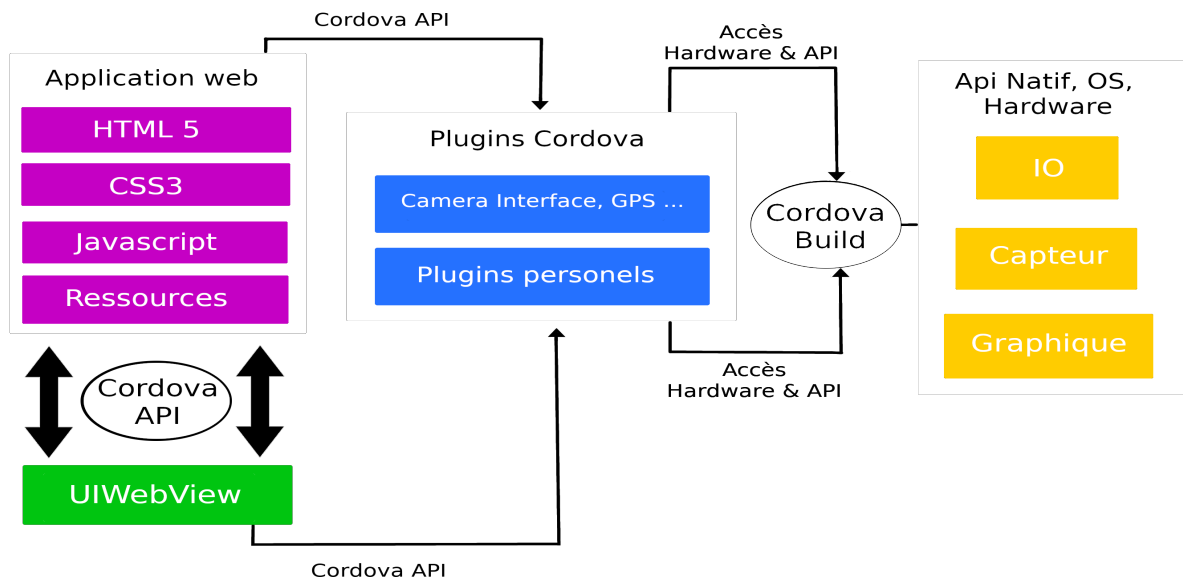 Cordova API
Application web
HTML 5
CSS3
Javascript
Ressources
Cordova
API
UIWebView
Cordova API
Plugins Cordova
Camera Interface, GPS ...
Plugins personels
Accès
Hardware & API
Cordova
Build
Accès
Hardware & API
Api Natif, OS,
Hardware
IO
Capteur
Graphique